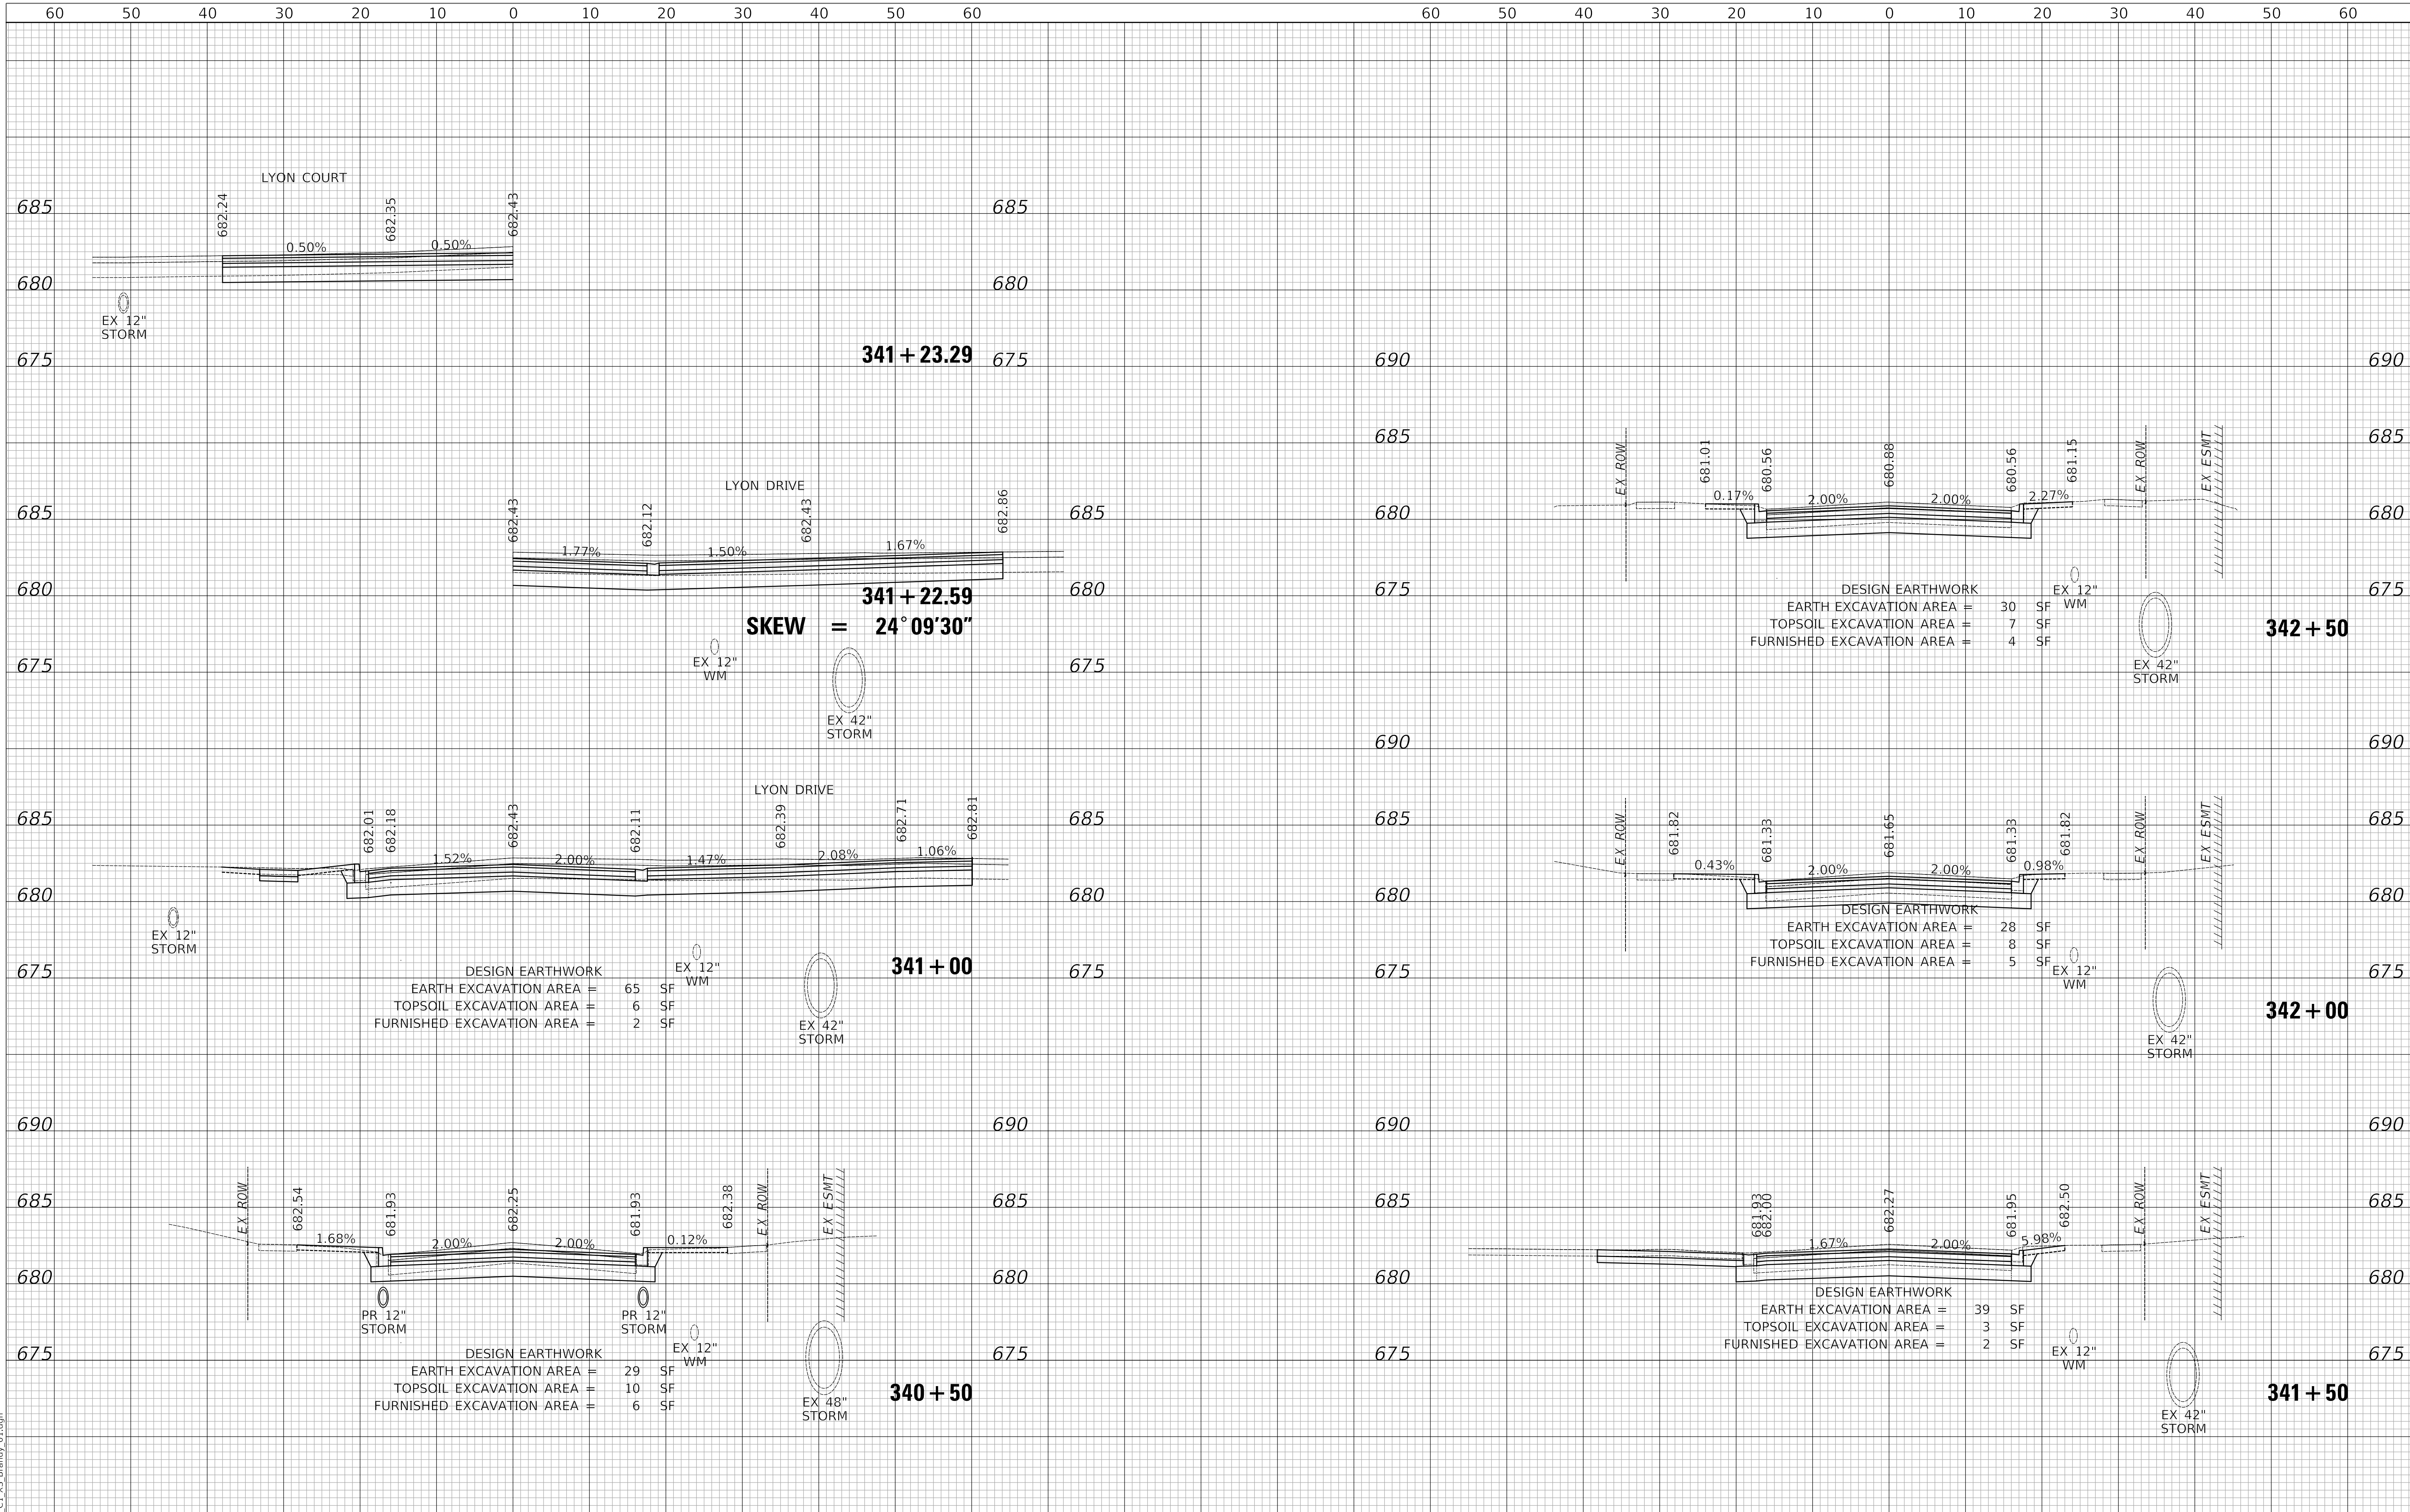 60 50 40 30 20 10 0 10 20 30 40 50 60 60 50 40 30 20 10 0 10 20 30 40 50 60
LYON COURT
682.24 682.35 682.43
685 685
0.50% 0.50%
680 680
EX 12"
STORM
341+23.29
675 675
LYON DRIVE
682.43 682.12 682.43 682.86
685
1.77% 1.50% 1.67%
680
341+22.59
SKEW = 24°09'30"
EX 12"
WM
675
EX 42"
STORM
LYON DRIVE
682.01 682.18 682.43 682.11 682.39 682.71 682.81
685 685
1.52% 2.00% 1.47% 2.08% 1.06%
680 680
EX 12"
STORM
EX 12"
WM
341+00
675 675
DESIGN EARTHWORK
EARTH EXCAVATION AREA = 65 SF
TOPSOIL EXCAVATION AREA = 6 SF
FURNISHED EXCAVATION AREA = 2 SF
EX 42"
STORM
690 690
EX ROW 682.54 681.93 682.25 681.93 682.38 EX ROW EX ESMT
685 685
1.68% 2.00% 2.00% 0.12%
680 680
PR 12"
STORM
PR 12"
STORM
EX 12"
WM
675 675
DESIGN EARTHWORK
EARTH EXCAVATION AREA = 29 SF
TOPSOIL EXCAVATION AREA = 10 SF
FURNISHED EXCAVATION AREA = 6 SF
EX 48"
STORM
340+50
690 690
685 685
EX ROW 681.01 680.56 680.88 680.56 681.15 EX ROW EX ESMT
0.17% 2.00% 2.00% 2.27%
680 680
675 675
DESIGN EARTHWORK
EARTH EXCAVATION AREA = 30 SF
TOPSOIL EXCAVATION AREA = 7 SF
FURNISHED EXCAVATION AREA = 4 SF
EX 12"
WM
342+50
EX 42"
STORM
690 690
685 685
EX ROW 681.82 681.33 681.65 681.33 681.82 EX ROW EX ESMT
0.43% 2.00% 2.00% 0.98%
680 680
DESIGN EARTHWORK
EARTH EXCAVATION AREA = 28 SF
TOPSOIL EXCAVATION AREA = 8 SF
FURNISHED EXCAVATION AREA = 5 SF
EX 12"
WM
675 675
342+00
EX 42"
STORM
690 690
685 685
681.93 682.00 682.27 681.95 682.50 EX ROW EX ESMT
1.67% 2.00% 5.98%
680 680
DESIGN EARTHWORK
EARTH EXCAVATION AREA = 39 SF
TOPSOIL EXCAVATION AREA = 3 SF
FURNISHED EXCAVATION AREA = 2 SF
EX 12"
WM
675 675
341+50
EX 42"
STORM